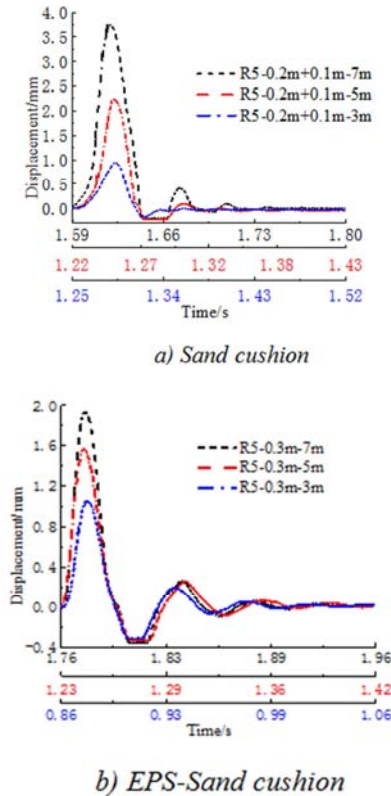 4.0
3.5
3.0
2.5
2.0
1.5
1.0
0.5
0.0
Displacement/mm
R5-0.2m+0.1m-7m
R5-0.2m+0.1m-5m
R5-0.2m+0.1m-3m
1.59 1.66 1.73 1.80
1.22 1.27 1.32 1.38 1.43
1.25 1.34 1.43 1.52
Time/s
a) Sand cushion
2.0
1.6
1.2
0.8
0.4
0.0
-0.4
Displacement/mm
R5-0.3m-7m
R5-0.3m-5m
R5-0.3m-3m
1.76 1.83 1.89 1.96
1.23 1.29 1.36 1.42
0.86 0.93 0.99 1.06
Time/s
b) EPS-Sand cushion